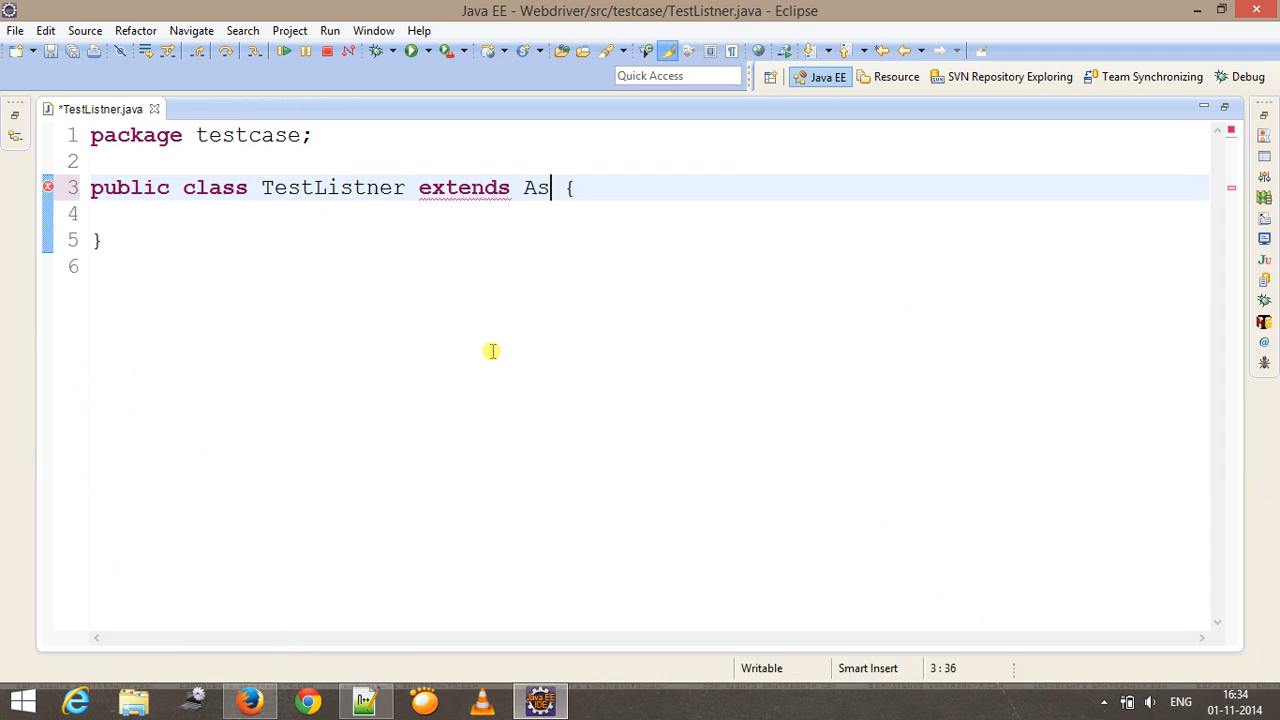 Java EE - Webdriver/src/testcase/TestListner.java - Eclipse
File Edit Source Refactor Navigate Search Project Run Window Help
Quick Access
Java EE Resource SVN Repository Exploring Team Synchronizing Debug
*TestListner.java
1 package testcase;
2
3 public class TestListner extends As {
4
5 }
6
Writable Smart Insert 3 : 36
ENG
16:34
01-11-2014